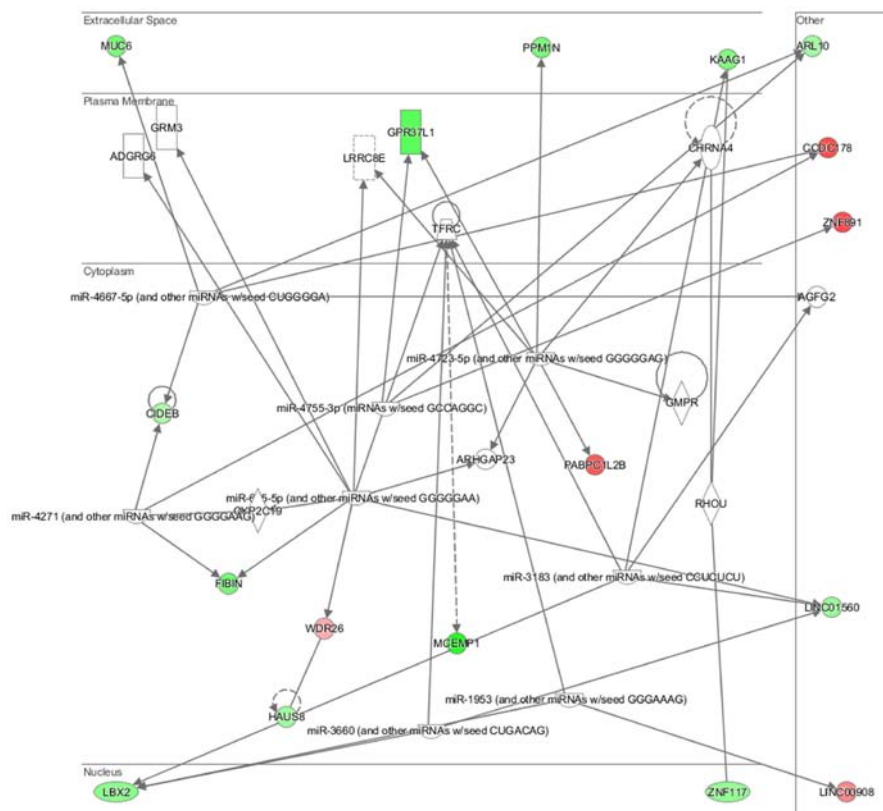 Extracellular Space
Other
MUC6
PPM1N
KAAG1
ARL10
Plasma Membrane
GRM3
GPR37L1
ADGRG6
LRRC8E
CHRNA4
CCDC178
TFRC
ZNF891
Cytoplasm
miR-4667-5p (and other miRNAs w/seed CUGGGGA)
AGFG2
miR-4723-5p (and other miRNAs w/seed GGGGGAG)
miR-4755-3p (miRNAs w/seed GCCAGGC)
GMPR
CIDEB
ARHGAP23
PABPC1L2B
(and other miRNAs w/seed GGGGGAA)
RHOU
CYP2C19
miR-4271 (and other miRNAs w/seed GGGGAAG)
miR-3183 (and other miRNAs w/seed CCUCUCU)
FIBIN
LINC01560
WDR26
MCEMP1
miR-1953 (and other miRNAs w/seed GGGAAAG)
HAUS8
miR-3660 (and other miRNAs w/seed CUGACAG)
Nucleus
LBX2
ZNF117
LINC00908